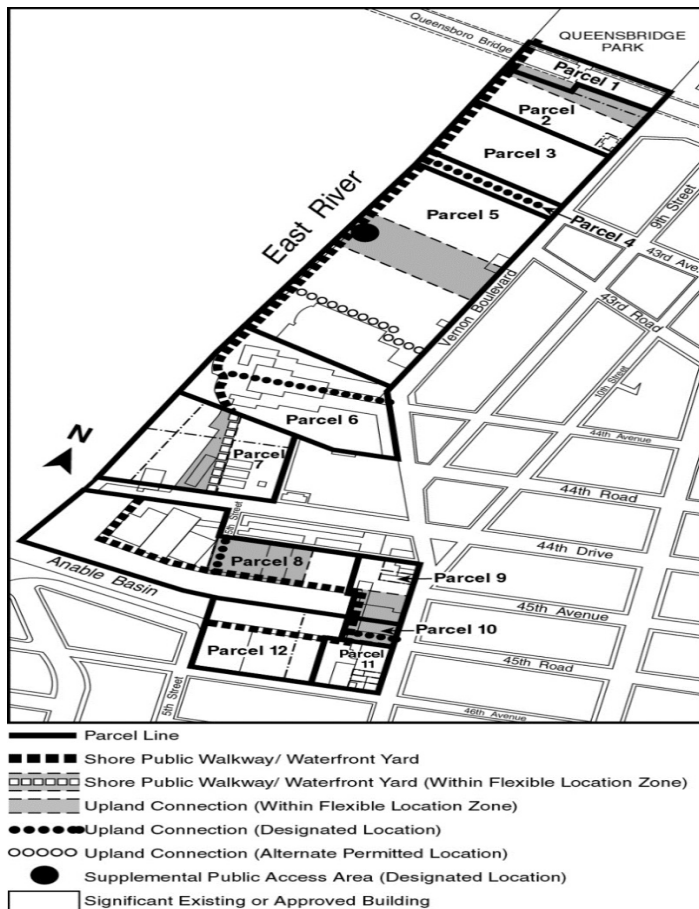 QUEENSBRIDGE
PARK
Queensboro Bridge
Parcel 1
Parcel
2
Parcel 3
East River
Parcel 5
Parcel 4
9th Street
43rd Ave
43rd Road
Vernon Boulevard
10th Street
Parcel 6
44th Avenue
N
Parcel
7
44th Road
5th Street
44th Drive
Parcel 8
Parcel 9
Anable Basin
45th Avenue
Parcel 10
Parcel 12
Parcel
11
45th Road
5th Street
46th Avenue
Parcel Line
Shore Public Walkway/ Waterfront Yard
Shore Public Walkway/ Waterfront Yard (Within Flexible Location Zone)
Upland Connection (Within Flexible Location Zone)
Upland Connection (Designated Location)
Upland Connection (Alternate Permitted Location)
Supplemental Public Access Area (Designated Location)
Significant Existing or Approved Building